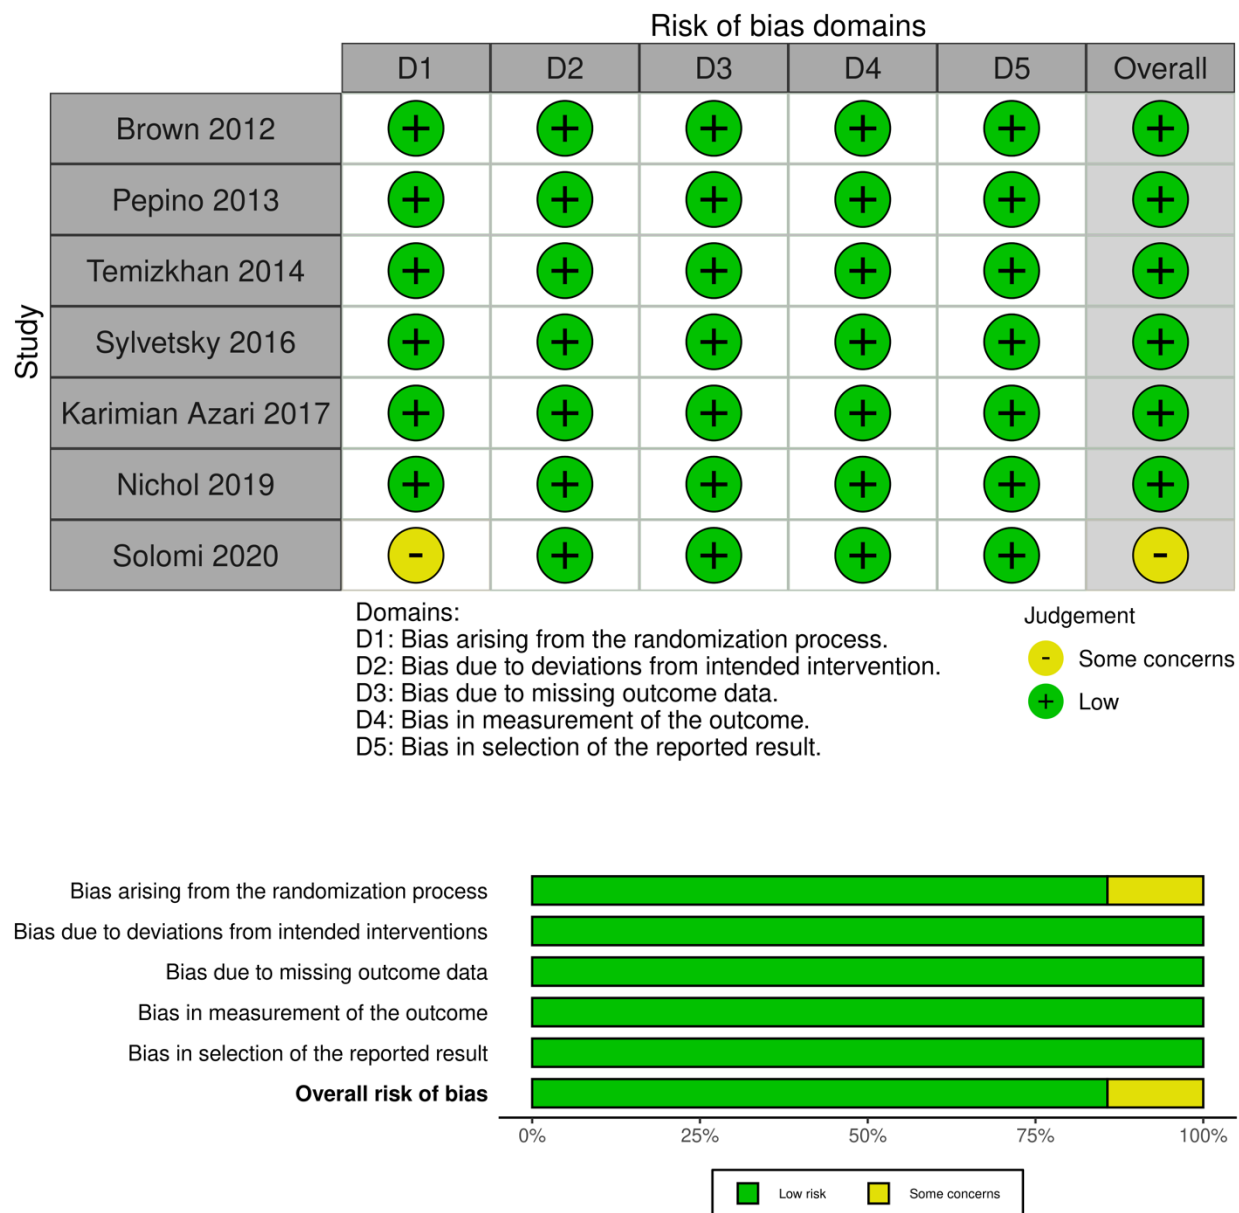 Risk of bias domains
D1 D2 D3 D4 D5 Overall
Study
Brown 2012 + + + + + +
Pepino 2013 + + + + + +
Temizkhan 2014 + + + + + +
Sylvetsky 2016 + + + + + +
Karimian Azari 2017 + + + + + +
Nichol 2019 + + + + + +
Solomi 2020 - + + + + -
Domains:
D1: Bias arising from the randomization process.
D2: Bias due to deviations from intended intervention.
D3: Bias due to missing outcome data.
D4: Bias in measurement of the outcome.
D5: Bias in selection of the reported result.
Judgement
- Some concerns
+ Low
Bias arising from the randomization process
Bias due to deviations from intended interventions
Bias due to missing outcome data
Bias in measurement of the outcome
Bias in selection of the reported result
Overall risk of bias
0% 25% 50% 75% 100%
Low risk Some concerns